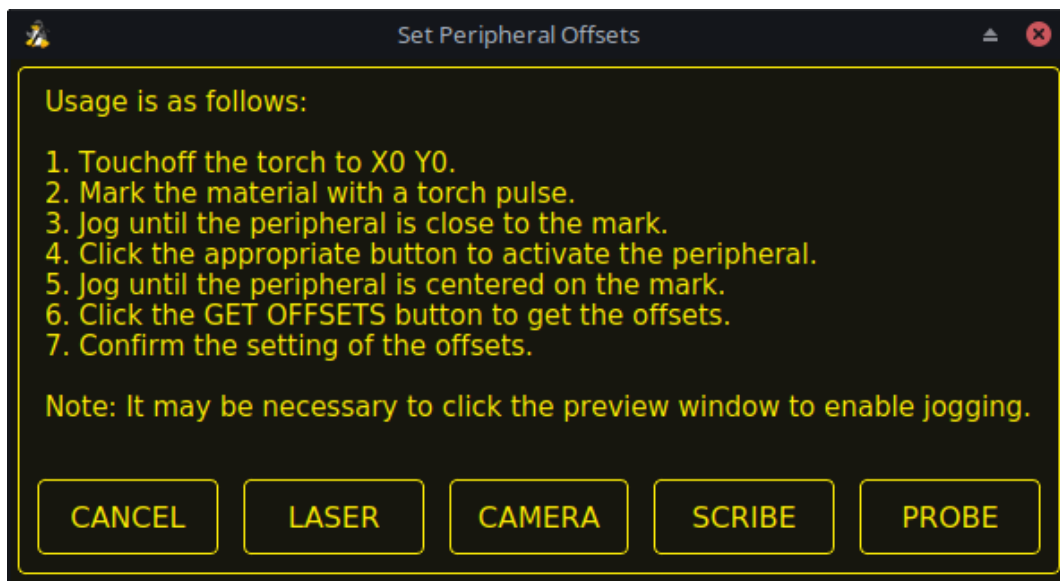 Set Peripheral Offsets
Usage is as follows:
1. Touchoff the torch to X0 Y0.
2. Mark the material with a torch pulse.
3. Jog until the peripheral is close to the mark.
4. Click the appropriate button to activate the peripheral.
5. Jog until the peripheral is centered on the mark.
6. Click the GET OFFSETS button to get the offsets.
7. Confirm the setting of the offsets.
Note: It may be necessary to click the preview window to enable jogging.
CANCEL LASER CAMERA SCRIBE PROBE